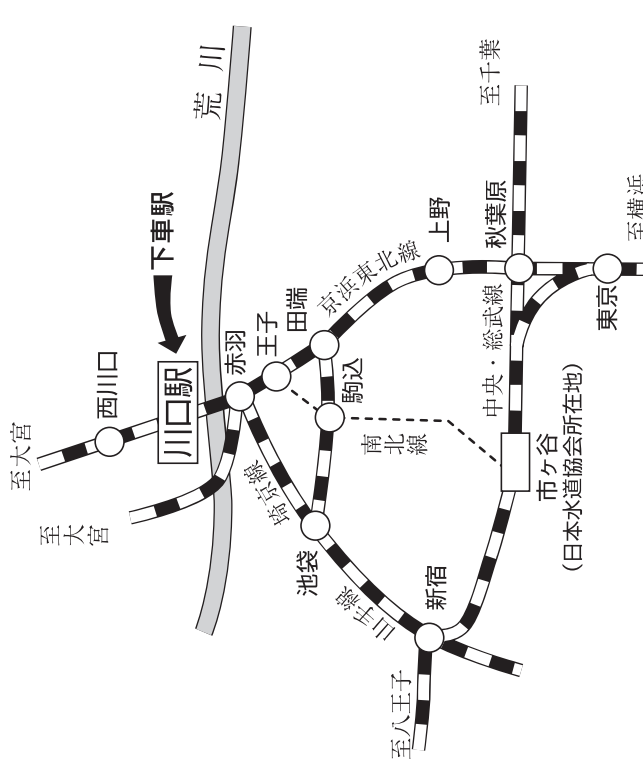 至大宮
西川口
至大宮
川口駅
下車駅
荒川
赤羽
王子
田端
京浜東北線
上野
秋葉原
至千葉
至横浜
東京
中央・総武線
駒込
南北線
埼京線
池袋
山手線
新宿
至八王子
市ヶ谷
(日本水道協会所在地)